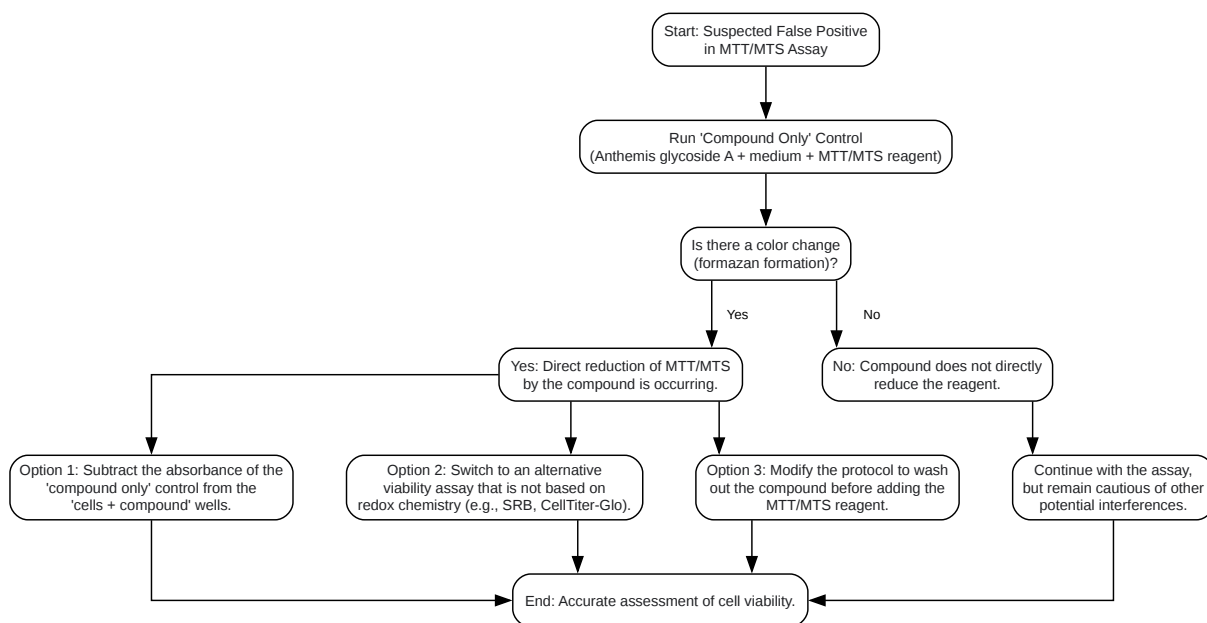 Start: Suspected False Positive
in MTT/MTS Assay
Run 'Compound Only' Control
(Anthemis glycoside A + medium + MTT/MTS reagent)
Is there a color change
(formazan formation)?
Yes
No
Yes: Direct reduction of MTT/MTS
by the compound is occurring.
No: Compound does not directly
reduce the reagent.
Option 1: Subtract the absorbance of the
'compound only' control from the
'cells + compound' wells.
Option 2: Switch to an alternative
viability assay that is not based on
redox chemistry (e.g., SRB, CellTiter-Glo).
Option 3: Modify the protocol to wash
out the compound before adding the
MTT/MTS reagent.
Continue with the assay,
but remain cautious of other
potential interferences.
End: Accurate assessment of cell viability.